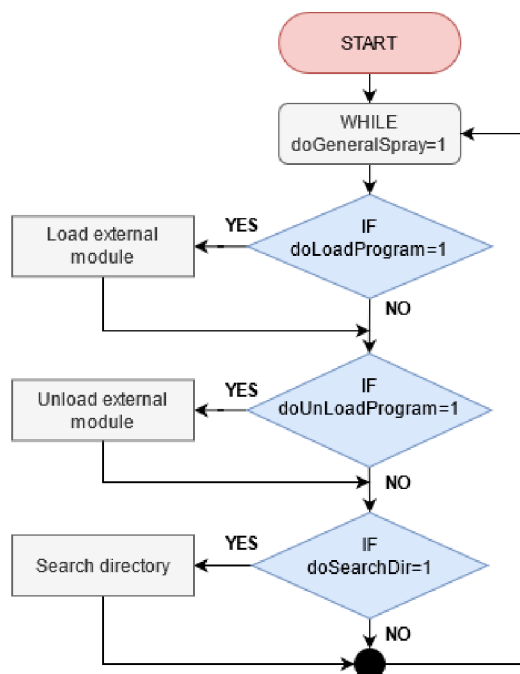 START
WHILE
doGeneralSpray=1
IF
doLoadProgram=1
YES
Load external
module
NO
IF
doUnLoadProgram=1
YES
Unload external
module
NO
IF
doSearchDir=1
YES
Search directory
NO